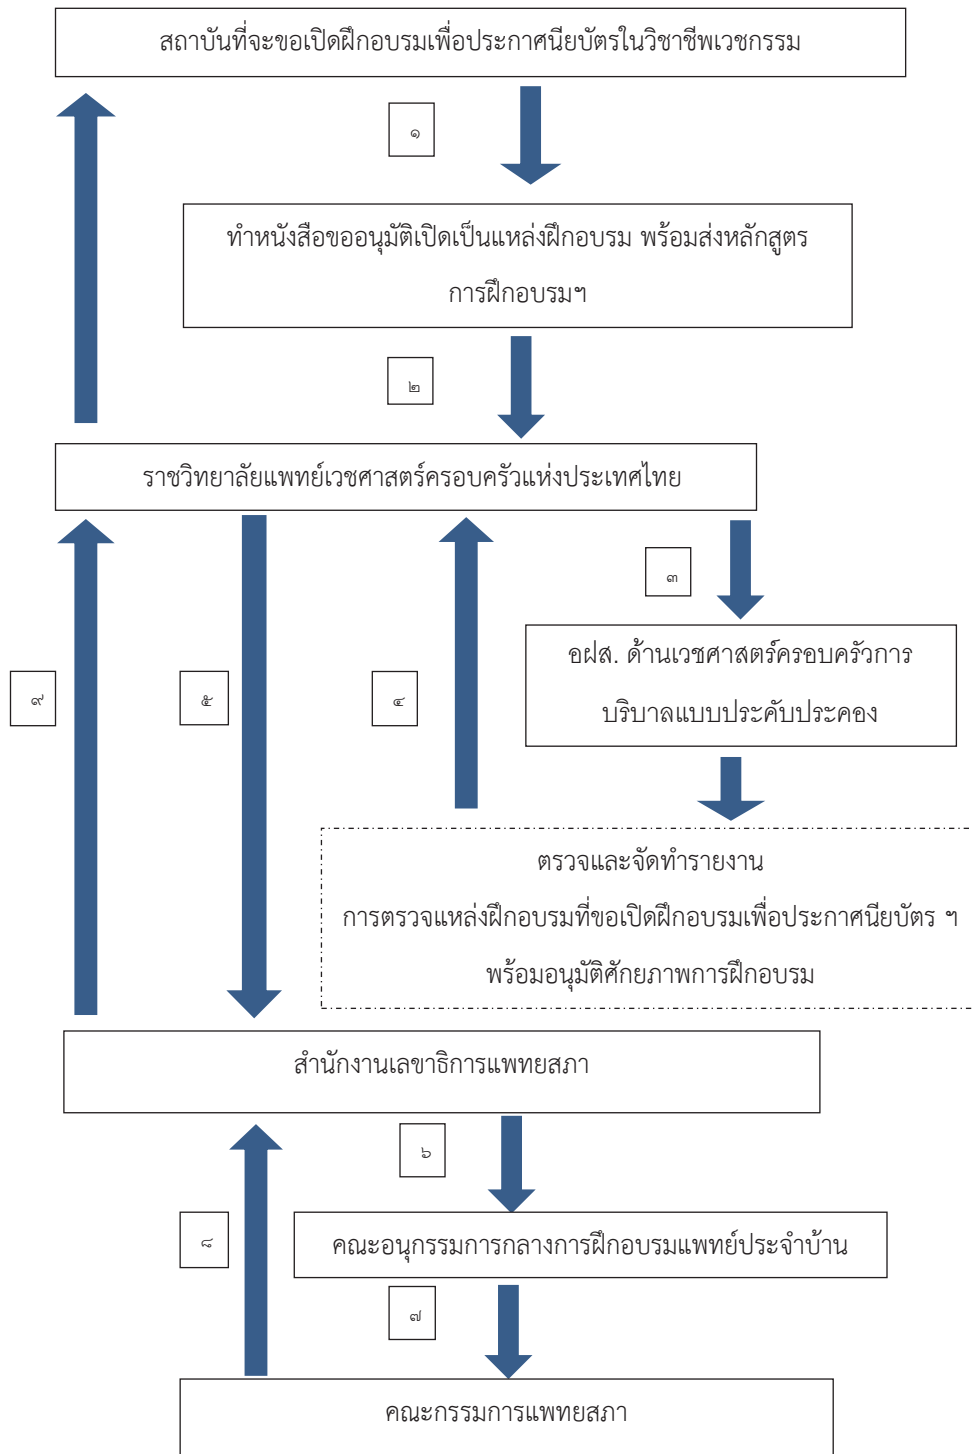 สถาบันที่จะขอเปิดฝึกอบรมเพื่อประกาศนียบัตรในวิชาชีพเวชกรรม
๑
ทำหนังสือขออนุมัติเปิดเป็นแหล่งฝึกอบรม พร้อมส่งหลักสูตร
การฝึกอบรมฯ
๒
ราชวิทยาลัยแพทย์เวชศาสตร์ครอบครัวแห่งประเทศไทย
๓
อฝส. ด้านเวชศาสตร์ครอบครัวการ
บริบาลแบบประคับประคอง
๙
๕
๔
ตรวจและจัดทำรายงาน
การตรวจแหล่งฝึกอบรมที่ขอเปิดฝึกอบรมเพื่อประกาศนียบัตร ฯ
พร้อมอนุมัติศักยภาพการฝึกอบรม
สำนักงานเลขาธิการแพทยสภา
๖
๘
คณะอนุกรรมการกลางการฝึกอบรมแพทย์ประจำบ้าน
๗
คณะกรรมการแพทยสภา